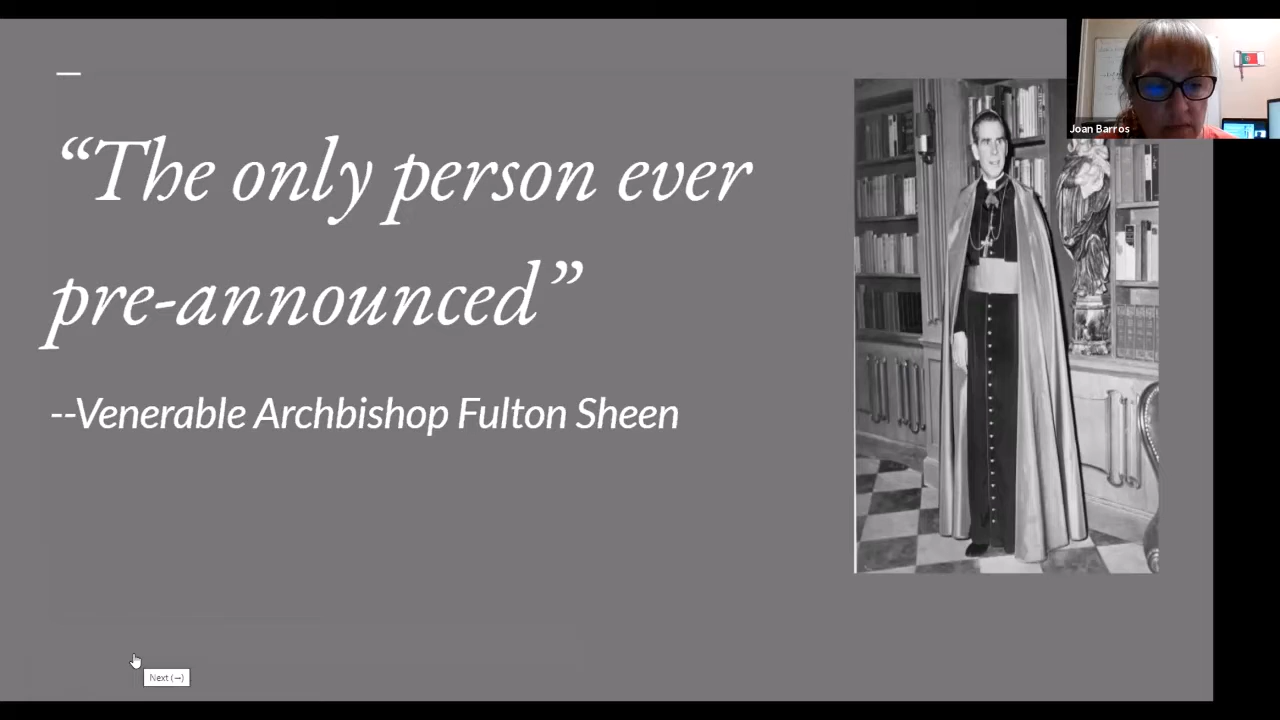 “The only person ever
pre-announced”
--Venerable Archbishop Fulton Sheen
Joan Barros
Next (→)